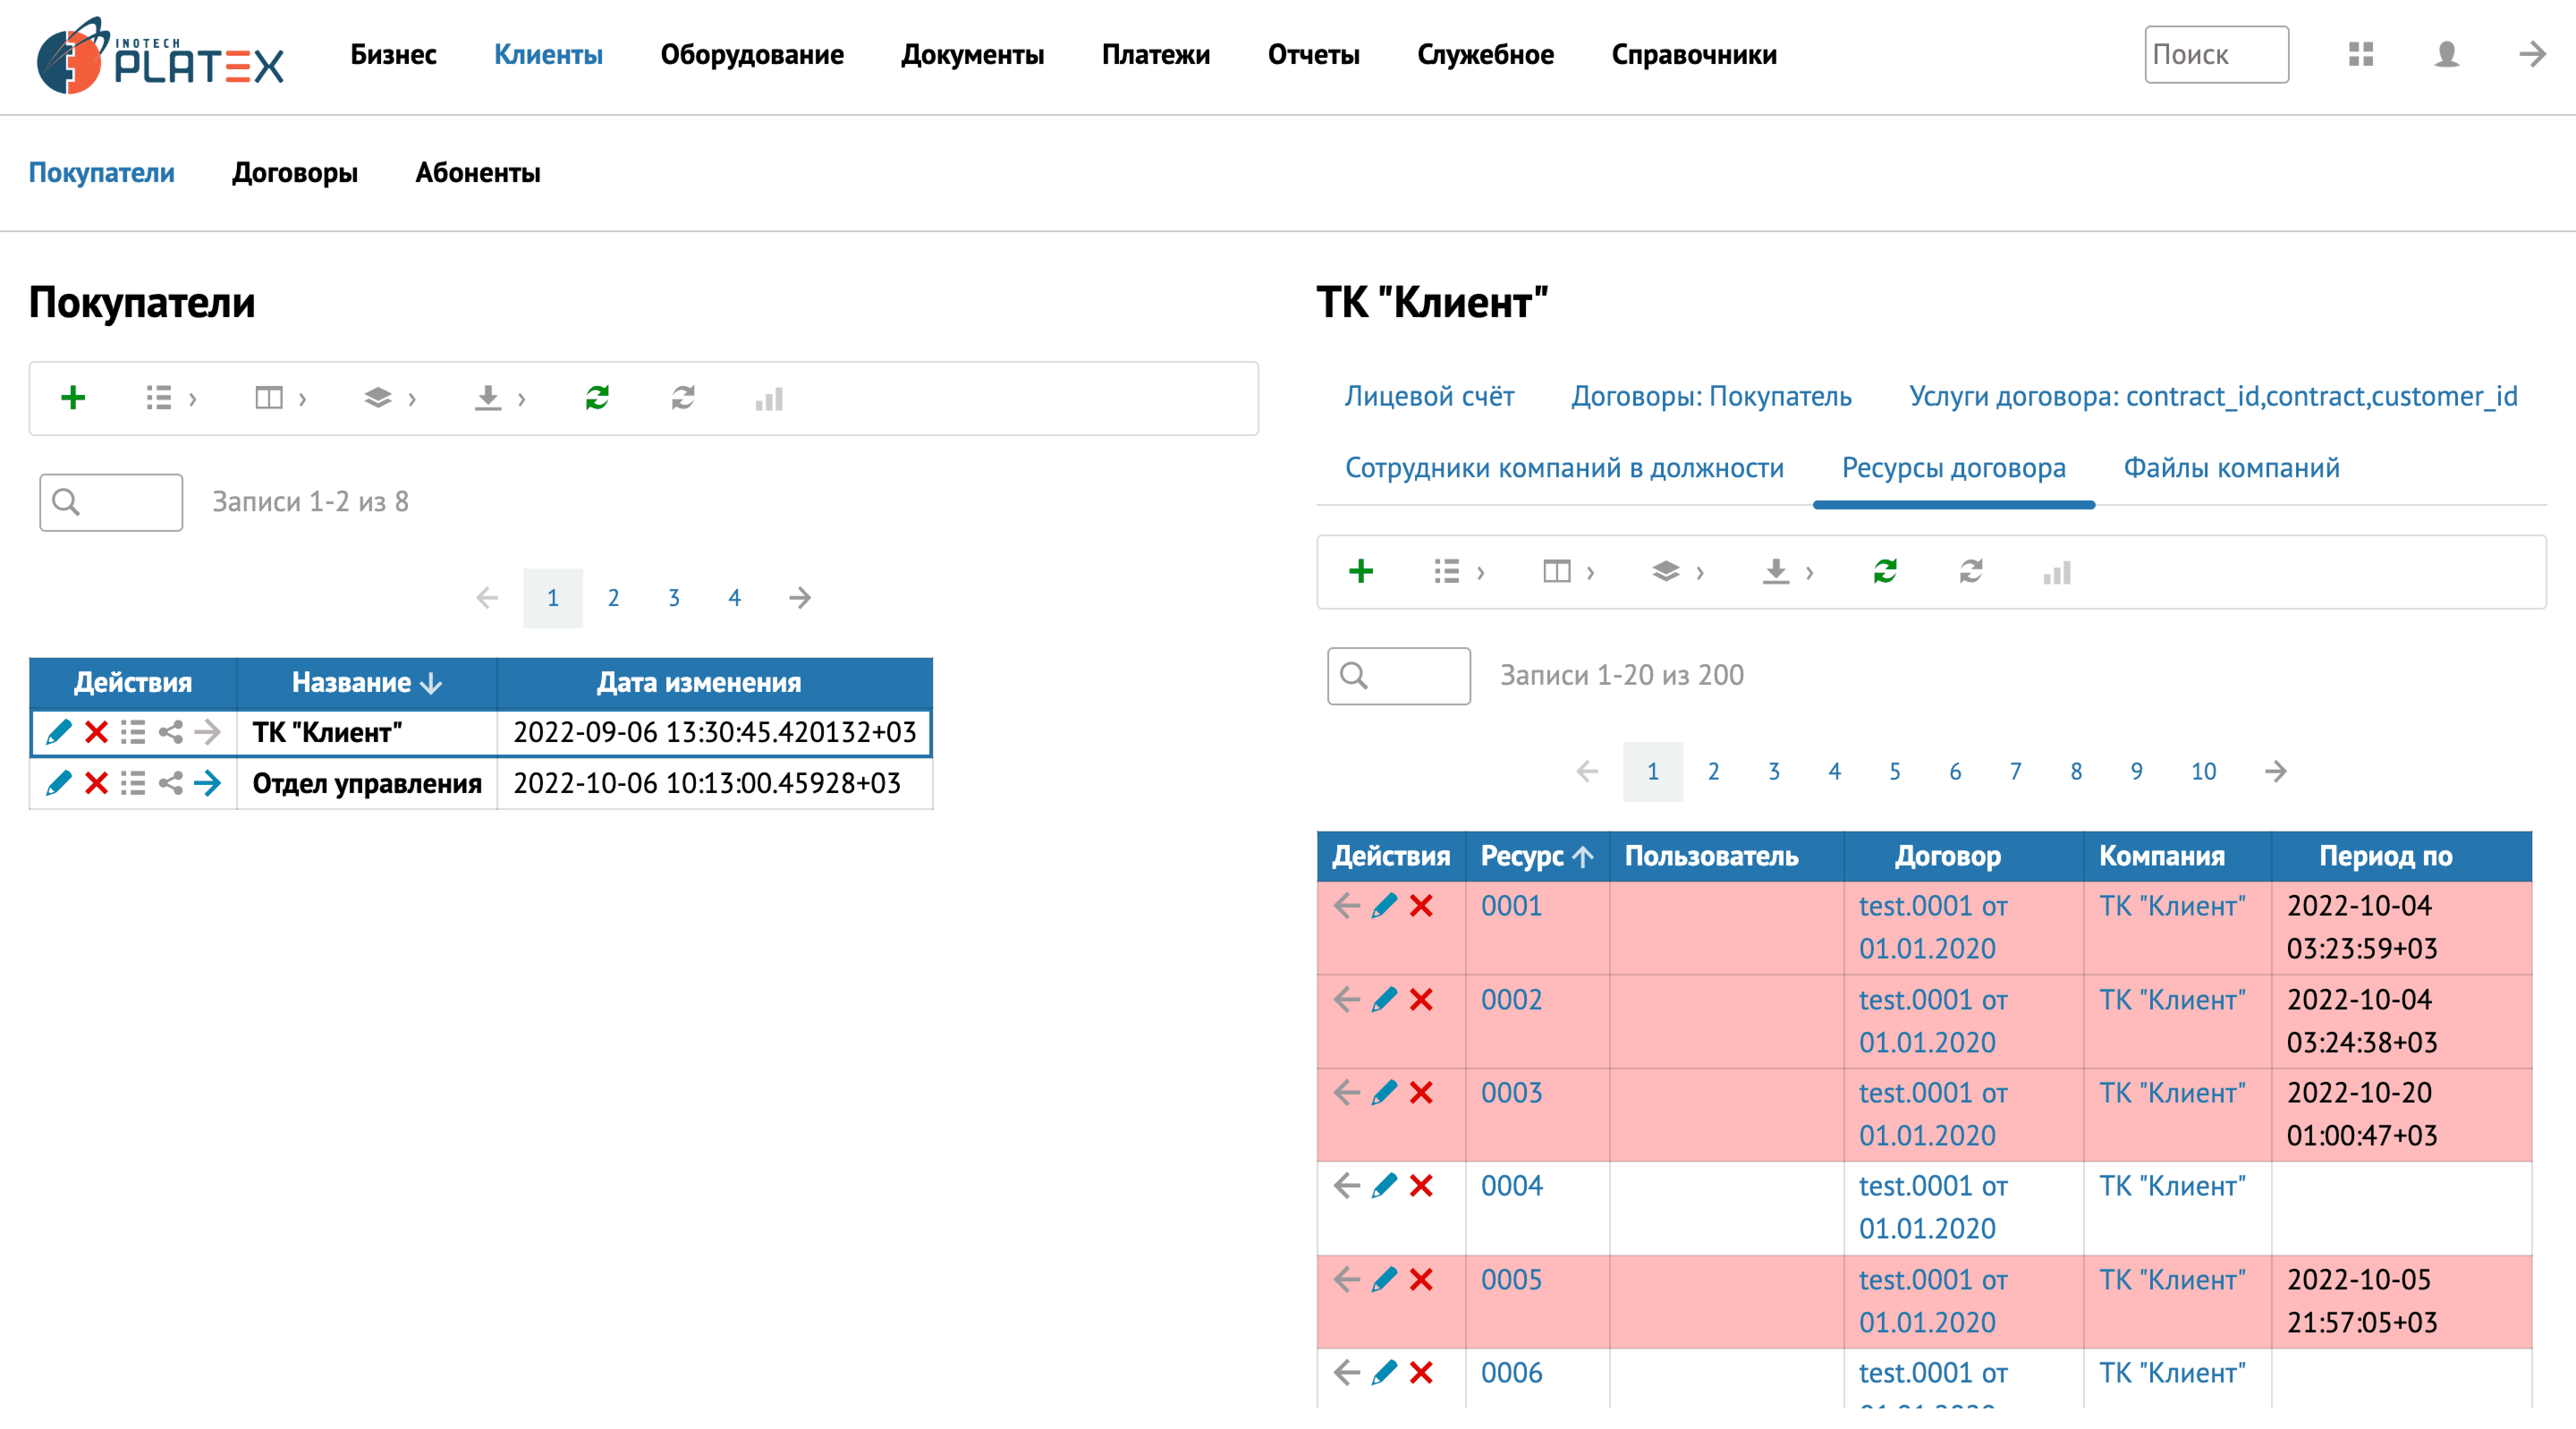 INOTECH
PLATEX
Бизнес Клиенты Оборудование Документы Платежи Отчеты Служебное Справочники Поиск
Покупатели Договоры Абоненты
Покупатели
Записи 1-2 из 8
1 2 3 4
Действия Название Дата изменения
ТК "Клиент" 2022-09-06 13:30:45.420132+03
Отдел управления 2022-10-06 10:13:00.45928+03
ТК "Клиент"
Лицевой счёт Договоры: Покупатель Услуги договора: contract_id,contract,customer_id
Сотрудники компаний в должности Ресурсы договора Файлы компаний
Записи 1-20 из 200
1 2 3 4 5 6 7 8 9 10
Действия Ресурс Пользователь Договор Компания Период по
0001 test.0001 от ТК "Клиент" 2022-10-04
01.01.2020 03:23:59+03
0002 test.0001 от ТК "Клиент" 2022-10-04
01.01.2020 03:24:38+03
0003 test.0001 от ТК "Клиент" 2022-10-20
01.01.2020 01:00:47+03
0004 test.0001 от ТК "Клиент"
01.01.2020
0005 test.0001 от ТК "Клиент" 2022-10-05
01.01.2020 21:57:05+03
0006 test.0001 от ТК "Клиент"